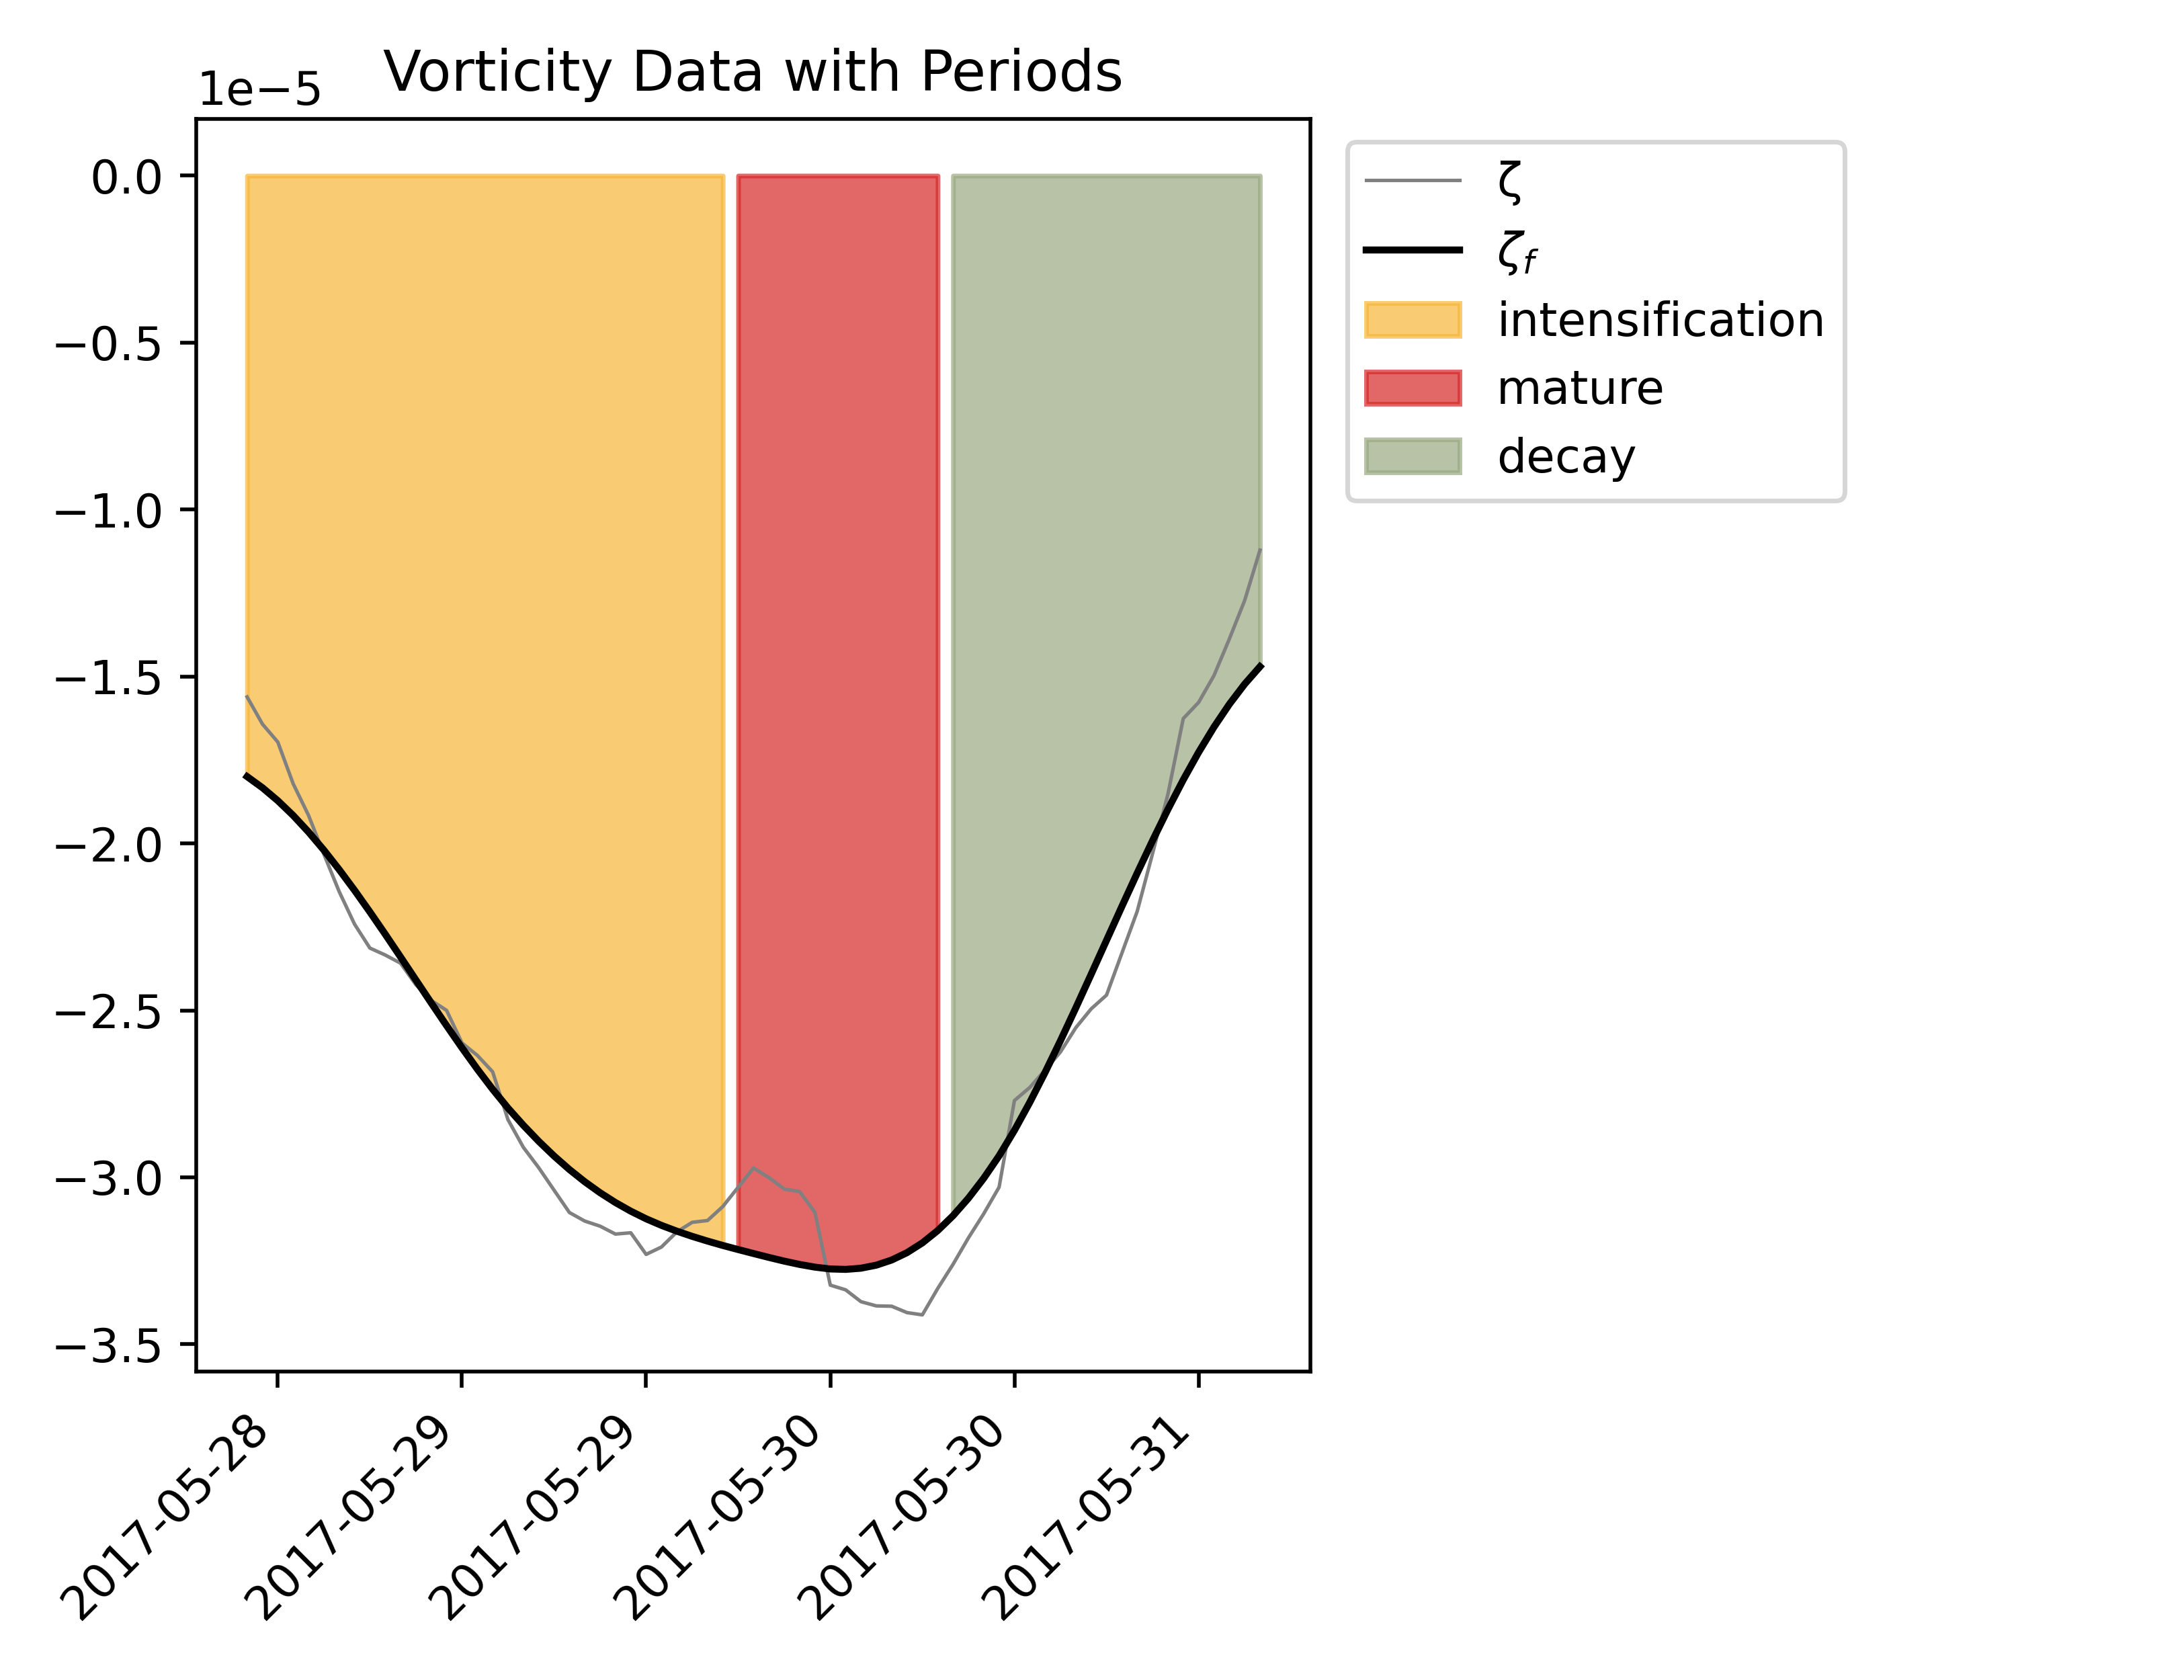 Vorticity Data with Periods
1e−5
0.0
−0.5
−1.0
−1.5
−2.0
−2.5
−3.0
−3.5
2017-05-28
2017-05-29
2017-05-29
2017-05-30
2017-05-30
2017-05-31
ζ
ζf
intensification
mature
decay